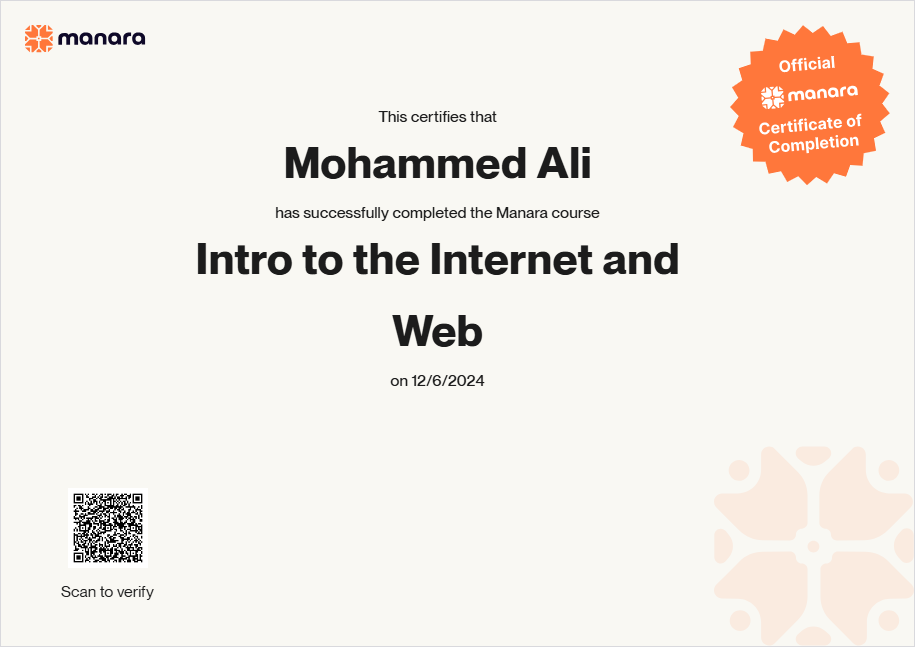 manara
Official
manara
Certificate of
Completion
This certifies that
Mohammed Ali
has successfully completed the Manara course
Intro to the Internet and
Web
on 12/6/2024
Scan to verify